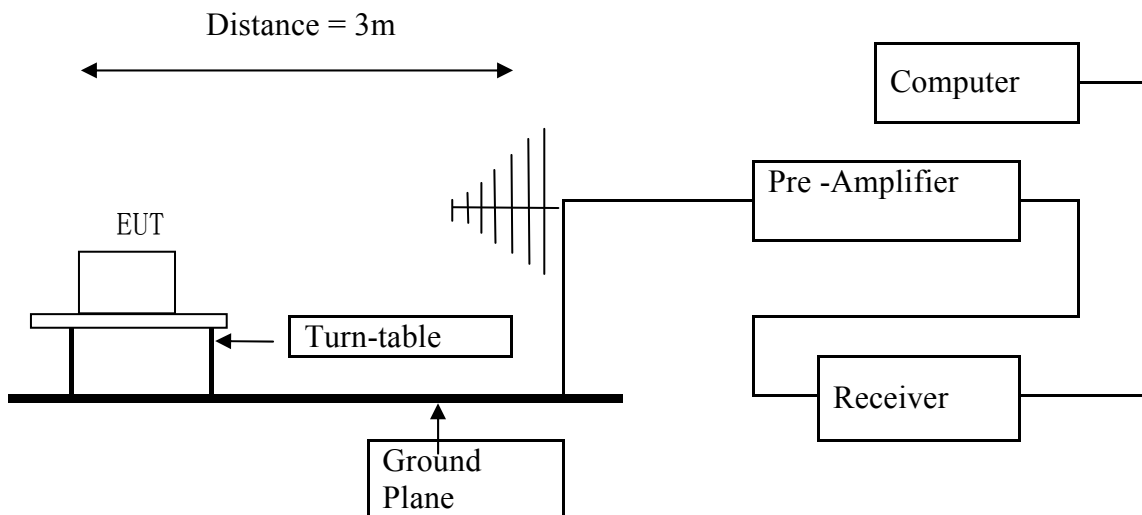 Distance = 3m
Computer
Pre -Amplifier
EUT
Turn-table
Receiver
Ground
Plane